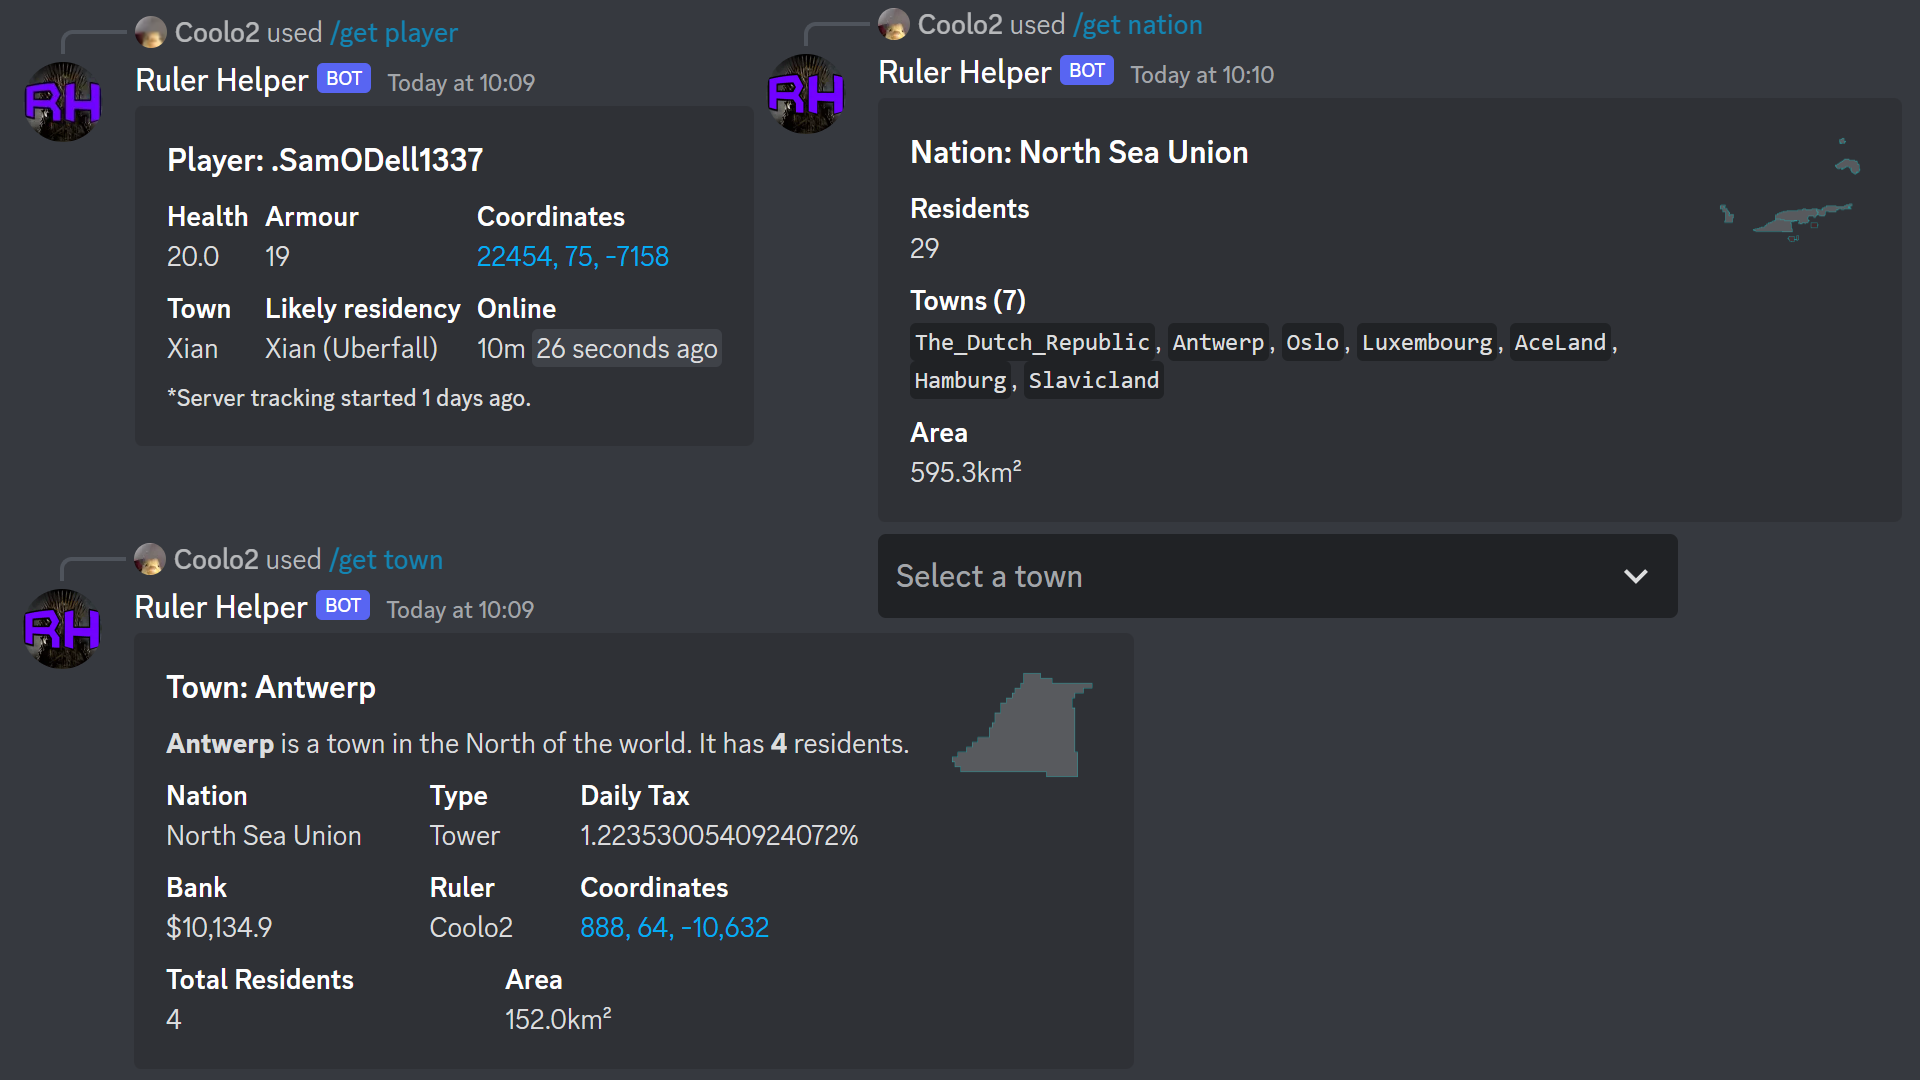 Coolo2 used /get player
RH
Ruler Helper BOT Today at 10:09
Player: .SamODell1337
Health Armour Coordinates
20.0 19 22454, 75, -7158
Town Likely residency Online
Xian Xian (Uberfall) 10m 26 seconds ago
*Server tracking started 1 days ago.
Coolo2 used /get nation
RH
Ruler Helper BOT Today at 10:10
Nation: North Sea Union
Residents
29
Towns (7)
The_Dutch_Republic, Antwerp, Oslo, Luxembourg, AceLand,
Hamburg, Slavicland
Area
595.3km²
Select a town
Coolo2 used /get town
RH
Ruler Helper BOT Today at 10:09
Town: Antwerp
Antwerp is a town in the North of the world. It has 4 residents.
Nation Type Daily Tax
North Sea Union Tower 1.2235300540924072%
Bank Ruler Coordinates
$10,134.9 Coolo2 888, 64, -10,632
Total Residents Area
4 152.0km²